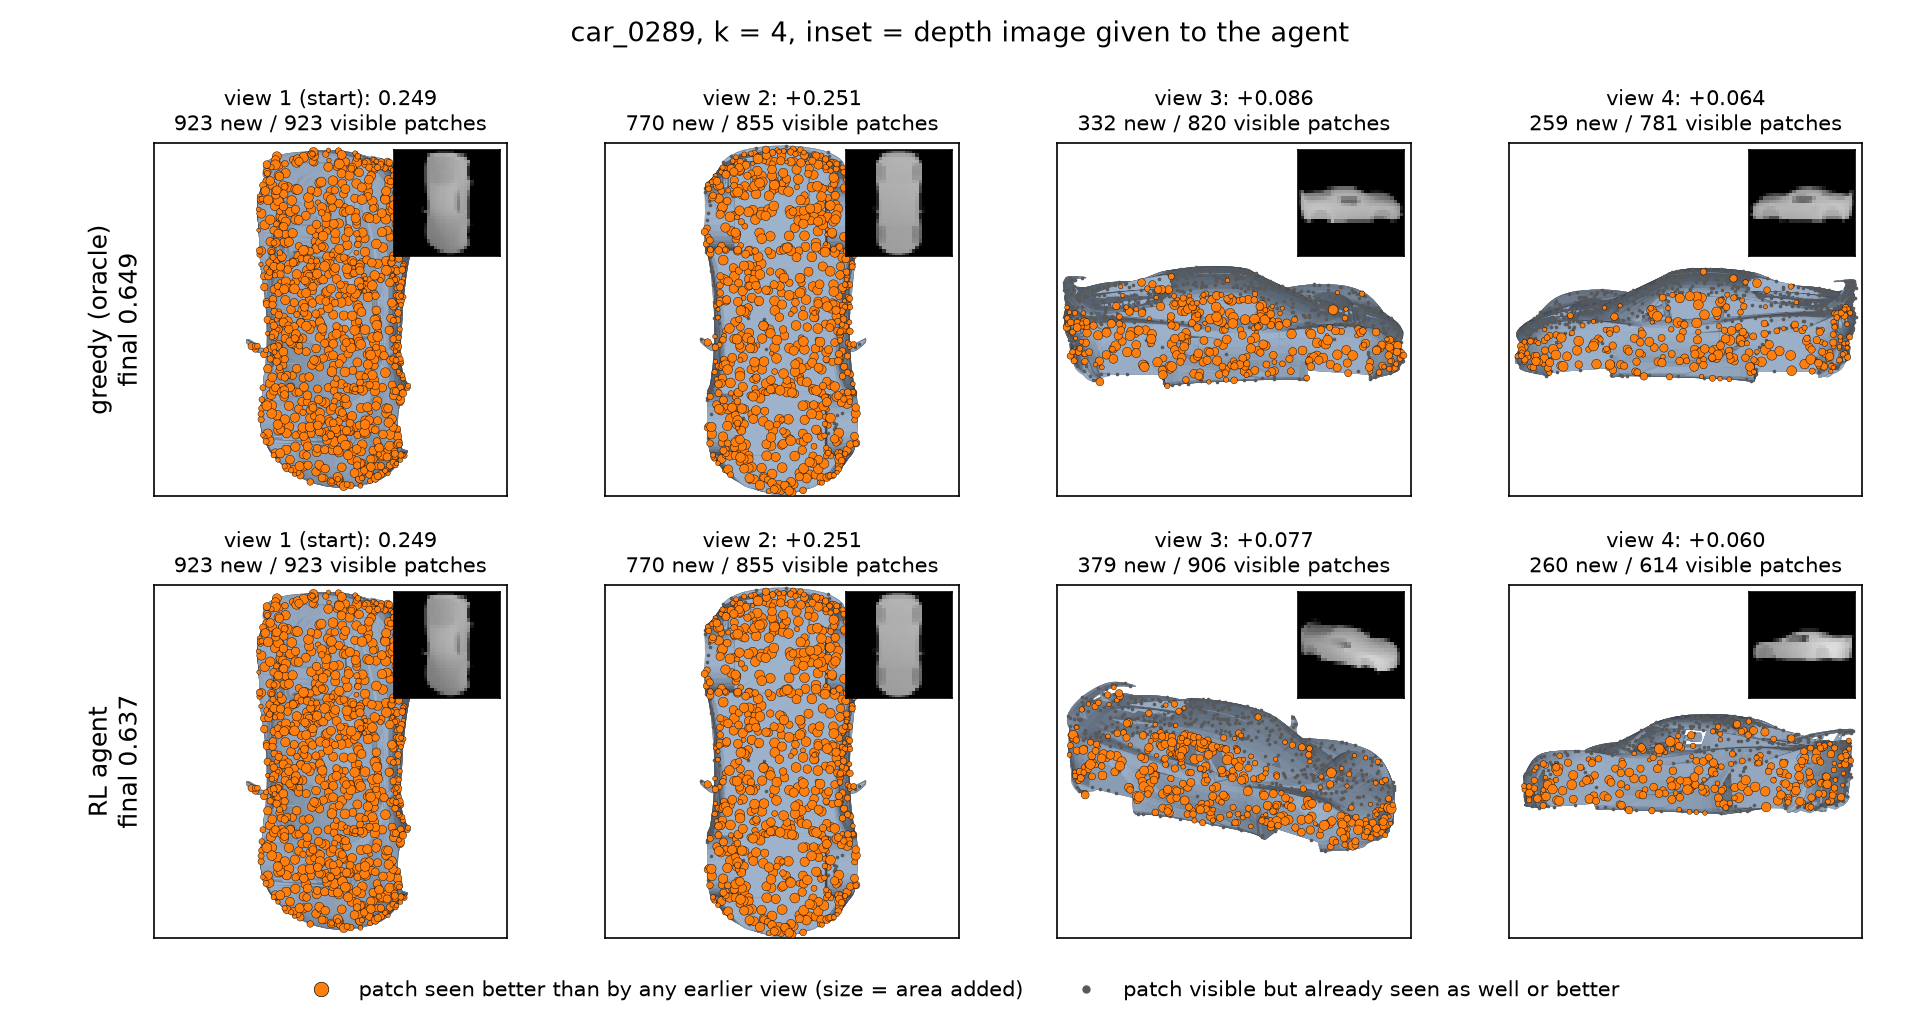 car_0289, k = 4, inset = depth image given to the agent
view 1 (start): 0.249
923 new / 923 visible patches
view 2: +0.251
770 new / 855 visible patches
view 3: +0.086
332 new / 820 visible patches
view 4: +0.064
259 new / 781 visible patches
greedy (oracle)
final 0.649
view 1 (start): 0.249
923 new / 923 visible patches
view 2: +0.251
770 new / 855 visible patches
view 3: +0.077
379 new / 906 visible patches
view 4: +0.060
260 new / 614 visible patches
RL agent
final 0.637
patch seen better than by any earlier view (size = area added)
patch visible but already seen as well or better